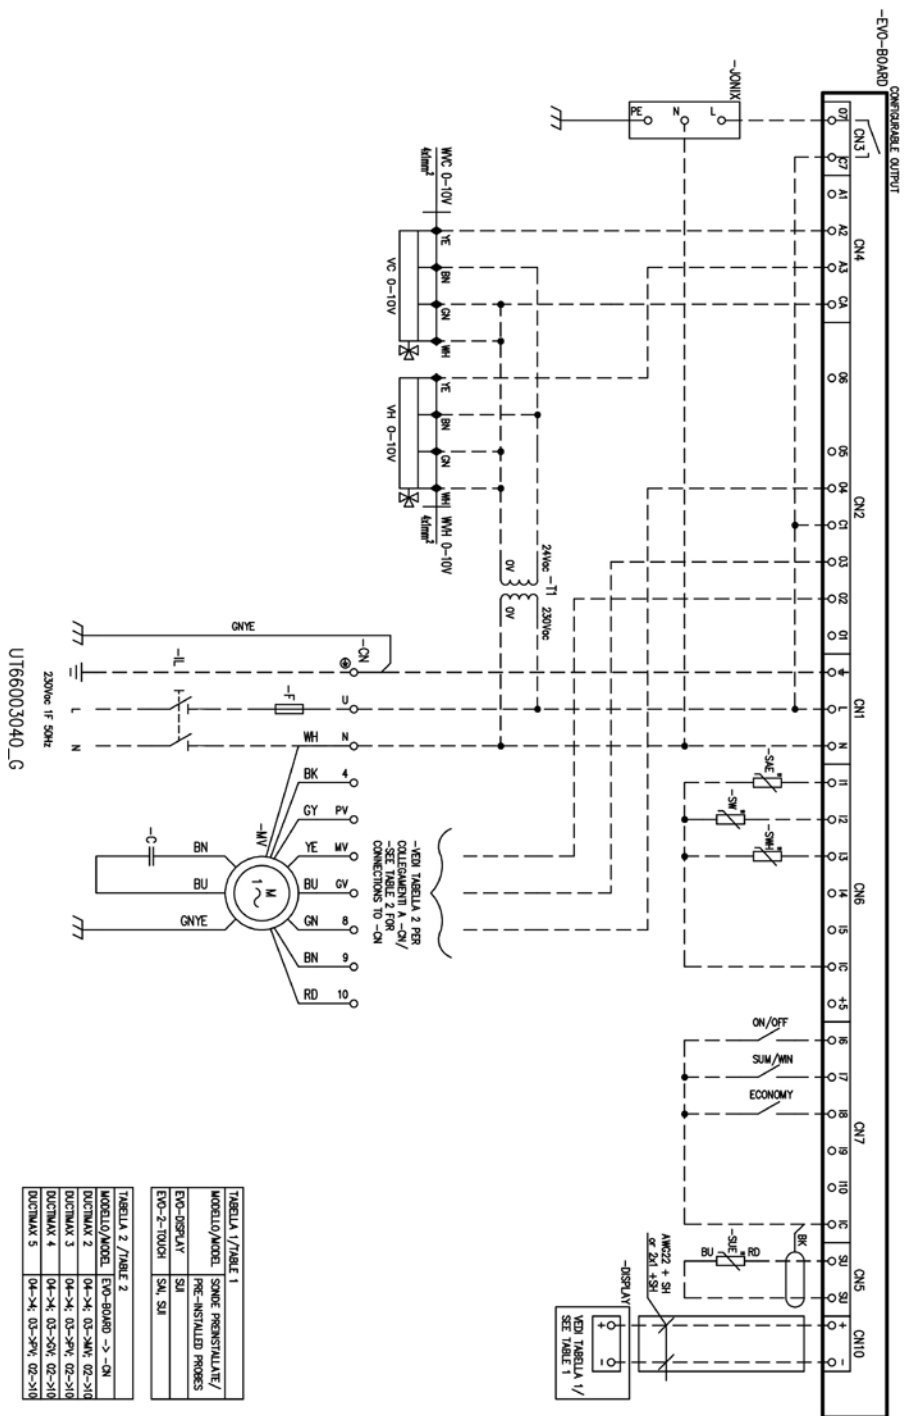 -EVO-BOARD
CONFIGURABLE OUTPUT
CN3
O7
C7
CN4
A1
A2
A3
CA
CN2
O6
O5
O4
C1
O3
O2
O1
CN1
L
N
CN6
I1
I2
I3
I4
I5
IC
+5
CN7
I6
I7
I8
I9
I10
IC
CN5
SU
SU
CN10
+
-
-JONIX
PE
N
L
WVC 0-10V
4x1mm²
YE
BN
GN
WH
VC 0-10V
YE
BN
GN
WH
VH 0-10V
WVH 0-10V
4x1mm²
24Vac
-T1
230Vac
0V
0V
GNYE
-CN
-IL
-F
U
N
L
N
230Vac 1F 50Hz
UT66003040_G
WH
BK
4
GY
PV
YE
MV
BU
GV
GN
8
BN
9
RD
10
-MV
M
1~
-C
BN
BU
GNYE
-VEDI TABELLA 2 PER
COLLEGAMENTI A -CN/
-SEE TABLE 2 FOR
CONNECTIONS TO -CN
-SAE
-SW
-SWH
ON/OFF
SUM/WIN
ECONOMY
BK
-SUE
BU
RD
AWG22 + SH
or 2x1 +SH
-DISPLAY
+
-
VEDI TABELLA 1/
SEE TABLE 1
TABELLA 1/TABLE 1
MODELLO/MODEL SONDE PREINSTALLATE/
PRE-INSTALLED PROBES
EVO-DISPLAY SUI
EVO-2-TOUCH SAI, SUI
TABELLA 2 /TABLE 2
MODELLO/MODEL EVO-BOARD -> -CN
DUCTIMAX 2 O4->4; O3->MV; O2->10
DUCTIMAX 3 O4->4; O3->PV; O2->10
DUCTIMAX 4 O4->4; O3->GV; O2->10
DUCTIMAX 5 O4->4; O3->PV; O2->10